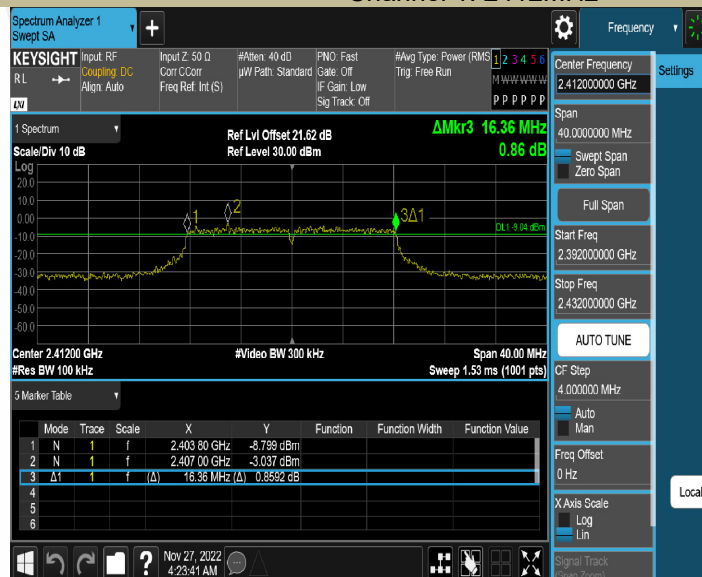 Spectrum Analyzer 1
Swept SA
+
Frequency
KEYSIGHT
RL
LXI
Input: RF
Coupling: DC
Align: Auto
Input Z: 50 Ω
Corr CCorr
Freq Ref: Int (S)
#Atten: 40 dB
µW Path: Standard
PNO: Fast
Gate: Off
IF Gain: Low
Sig Track: Off
#Avg Type: Power (RMS
Trig: Free Run
1 2 3 4 5 6
M W W W W W
P P P P P P
1 Spectrum
Scale/Div 10 dB
Ref Lvl Offset 21.62 dB
Ref Level 30.00 dBm
ΔMkr3 16.36 MHz
0.86 dB
Log
20.0
10.0
0.00
-10.0
-20.0
-30.0
-40.0
-50.0
-60.0
1
2
3Δ1
DL1 -9.04 dBm
Center 2.41200 GHz
#Res BW 100 kHz
#Video BW 300 kHz
Span 40.00 MHz
Sweep 1.53 ms (1001 pts)
5 Marker Table
Mode Trace Scale X Y Function Function Width Function Value
1 N 1 f 2.403 80 GHz -8.799 dBm
2 N 1 f 2.407 00 GHz -3.037 dBm
3 Δ1 1 f (Δ) 16.36 MHz (Δ) 0.8592 dB
4
5
6
?
Nov 27, 2022
4:23:41 AM
Center Frequency
2.412000000 GHz
Settings
Span
40.0000000 MHz
Swept Span
Zero Span
Full Span
Start Freq
2.392000000 GHz
Stop Freq
2.432000000 GHz
AUTO TUNE
CF Step
4.000000 MHz
Auto
Man
Freq Offset
0 Hz
Local
X Axis Scale
Log
Lin
Signal Track
(Span Zoom)